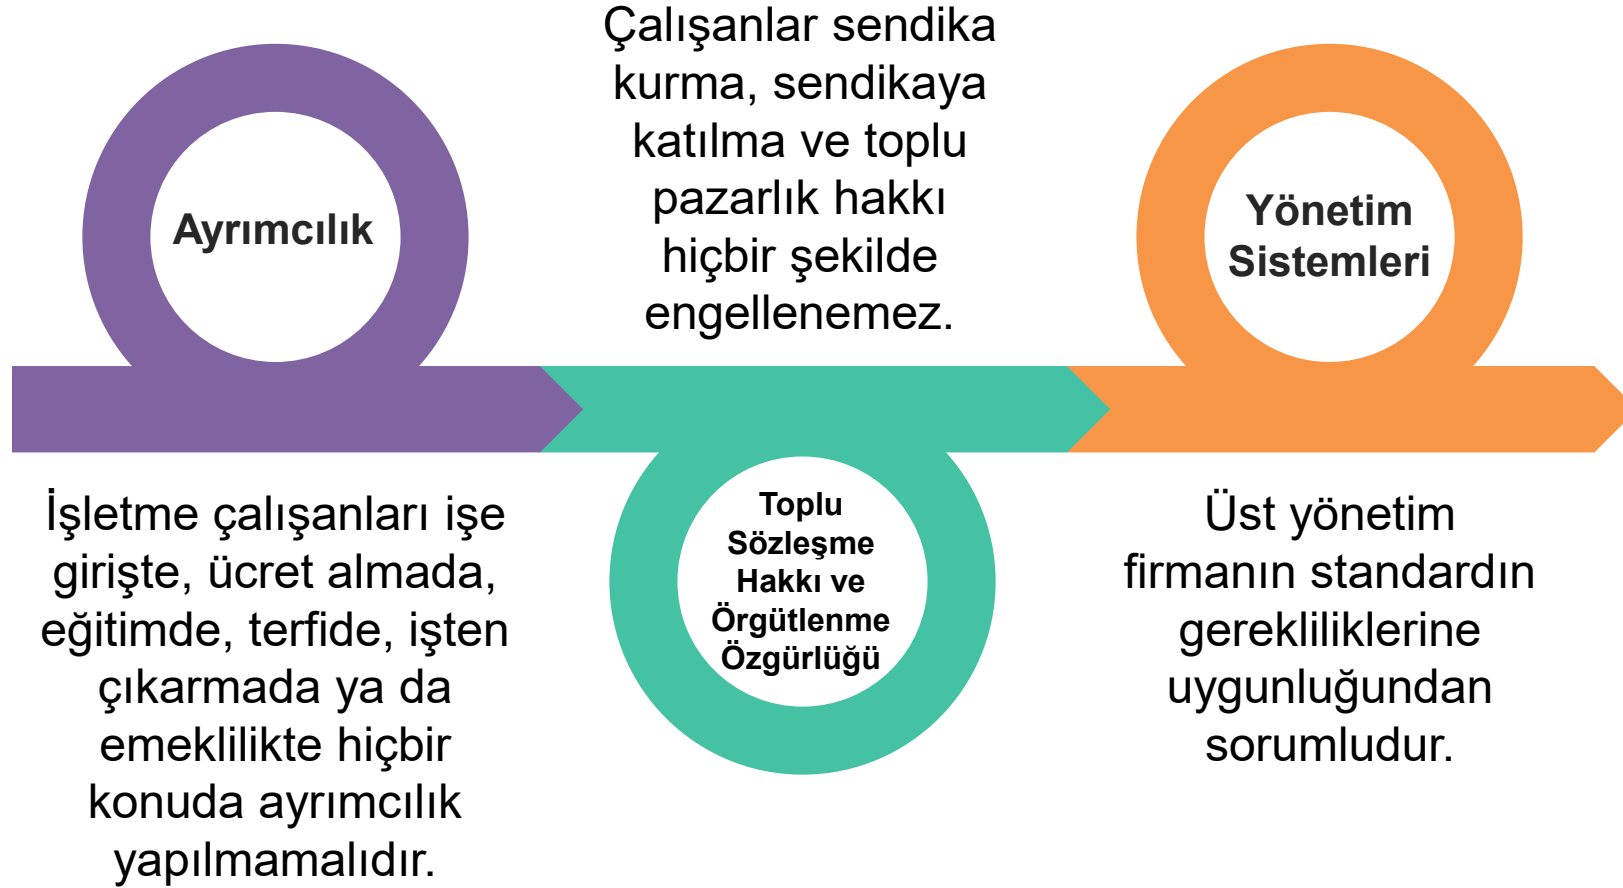 Ayrımcılık
İşletme çalışanları işe
girişte, ücret almada,
eğitimde, terfide, işten
çıkarmada ya da
emeklilikte hiçbir
konuda ayrımcılık
yapılmamalıdır.
Çalışanlar sendika
kurma, sendikaya
katılma ve toplu
pazarlık hakkı
hiçbir şekilde
engellenemez.
Toplu
Sözleşme
Hakkı ve
Örgütlenme
Özgürlüğü
Yönetim
Sistemleri
Üst yönetim
firmanın standardın
gerekliliklerine
uygunluğundan
sorumludur.